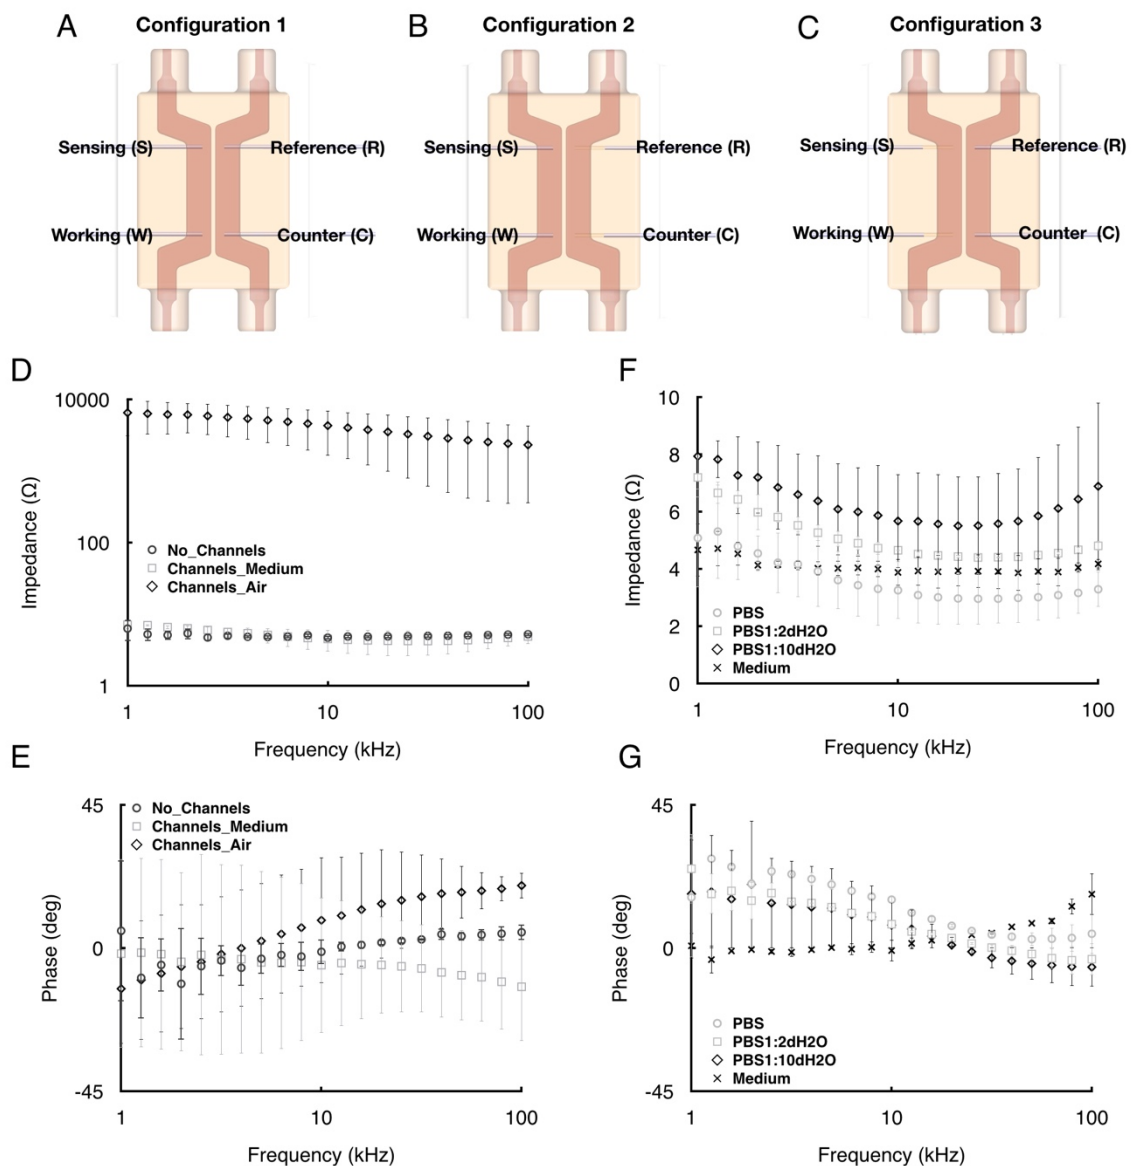 A
Configuration 1
B
Configuration 2
C
Configuration 3
Sensing (S)
Reference (R)
Working (W)
Counter (C)
Sensing (S)
Reference (R)
Working (W)
Counter (C)
Sensing (S)
Reference (R)
Working (W)
Counter (C)
D
Impedance (Ω)
10000
100
1
No_Channels
Channels_Medium
Channels_Air
1
10
100
Frequency (kHz)
F
Impedance (Ω)
10
8
6
4
2
0
PBS
PBS1:2dH2O
PBS1:10dH2O
Medium
1
10
100
Frequency (kHz)
E
Phase (deg)
45
0
-45
No_Channels
Channels_Medium
Channels_Air
1
10
100
Frequency (kHz)
G
Phase (deg)
45
0
-45
PBS
PBS1:2dH2O
PBS1:10dH2O
Medium
1
10
100
Frequency (kHz)